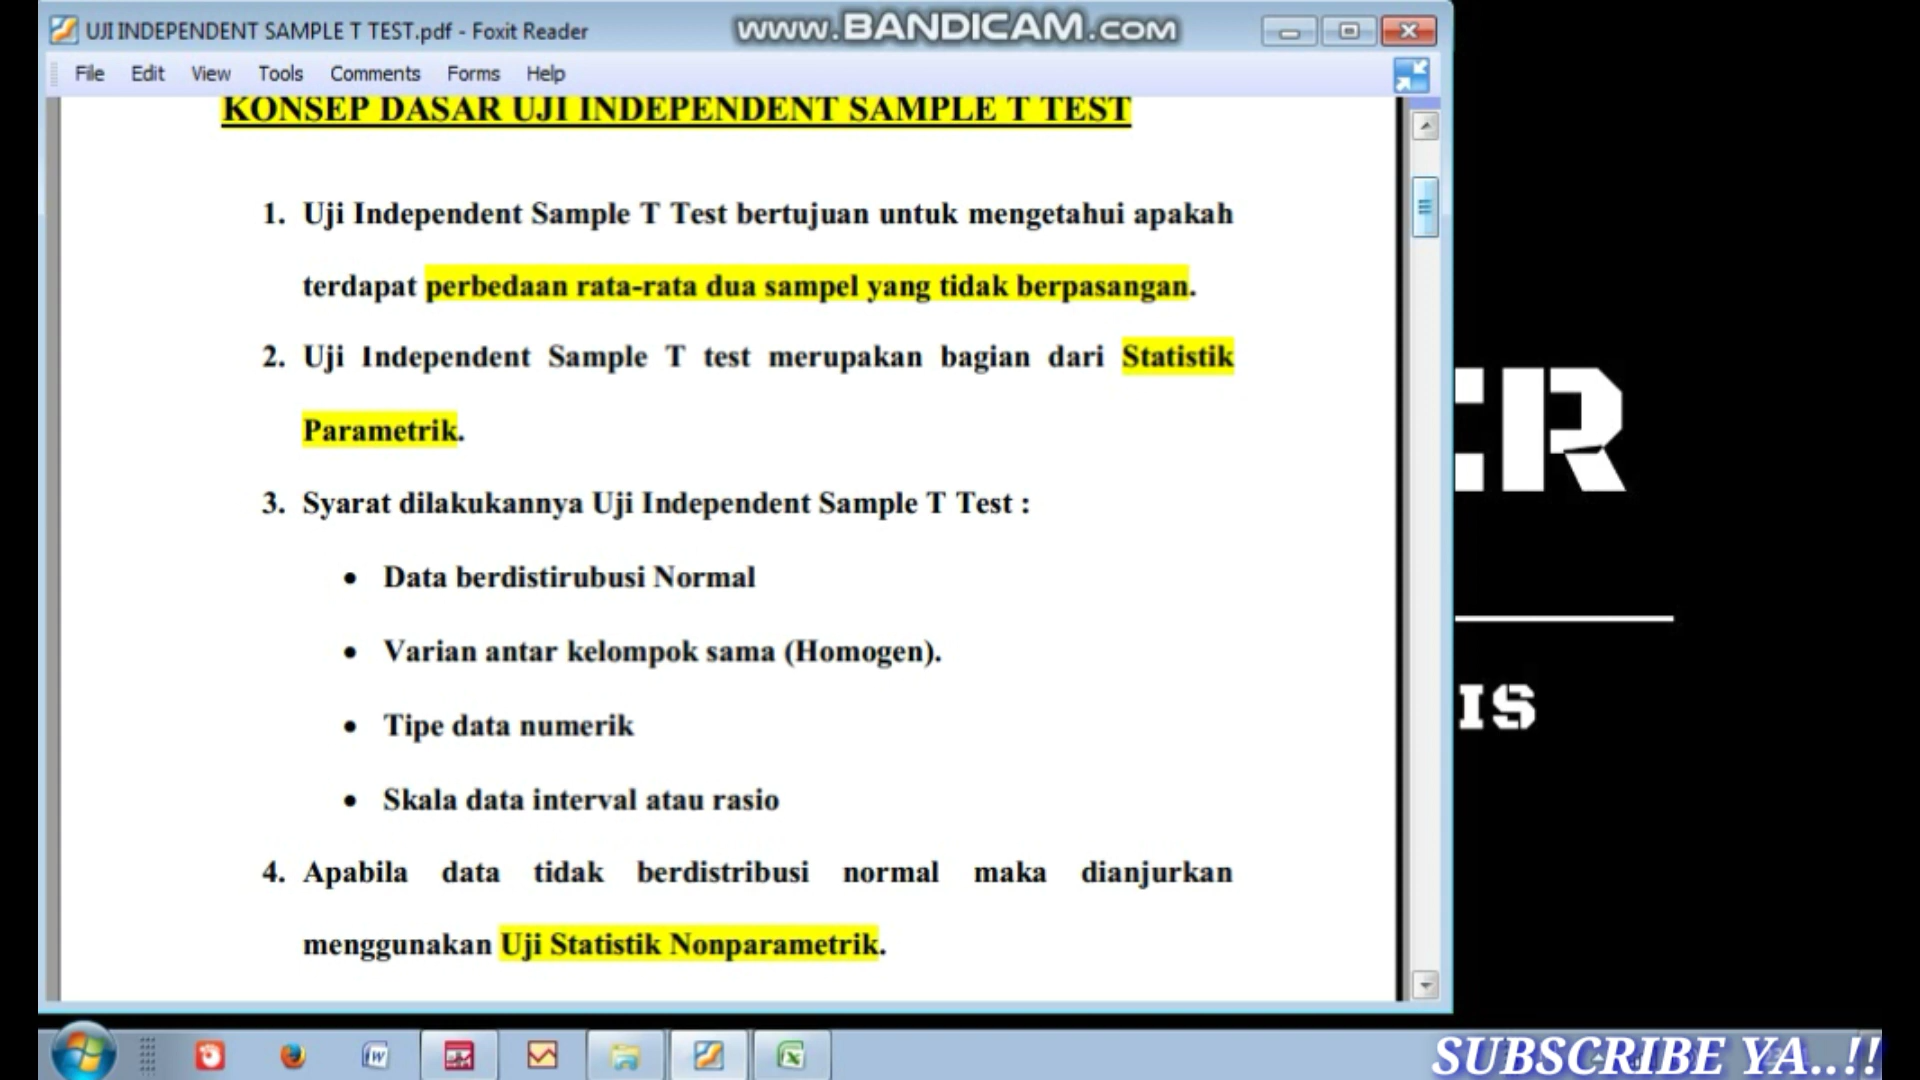 UJI INDEPENDENT SAMPLE T TEST.pdf - Foxit Reader
www.BANDICAM.com
File Edit View Tools Comments Forms Help
KONSEP DASAR UJI INDEPENDENT SAMPLE T TEST
1. Uji Independent Sample T Test bertujuan untuk mengetahui apakah
terdapat perbedaan rata-rata dua sampel yang tidak berpasangan.
2. Uji Independent Sample T test merupakan bagian dari Statistik
Parametrik.
3. Syarat dilakukannya Uji Independent Sample T Test :
• Data berdistirubusi Normal
• Varian antar kelompok sama (Homogen).
• Tipe data numerik
• Skala data interval atau rasio
4. Apabila data tidak berdistribusi normal maka dianjurkan
menggunakan Uji Statistik Nonparametrik.
IS
SUBSCRIBE YA..!!